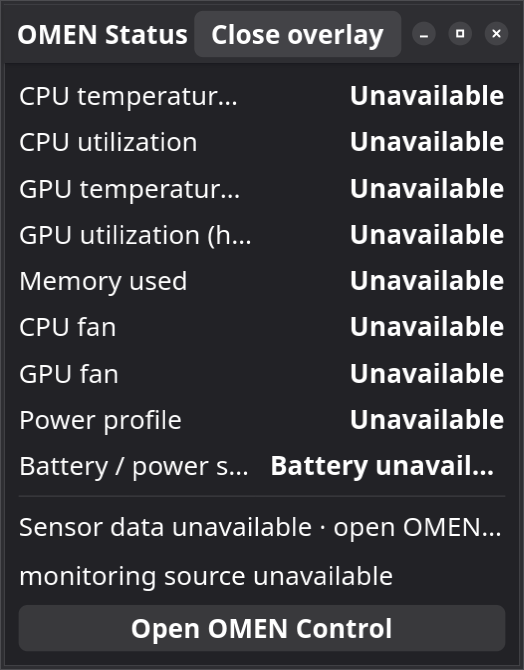 OMEN Status Close overlay
CPU temperatur... Unavailable
CPU utilization Unavailable
GPU temperatur... Unavailable
GPU utilization (h... Unavailable
Memory used Unavailable
CPU fan Unavailable
GPU fan Unavailable
Power profile Unavailable
Battery / power s... Battery unavail...
Sensor data unavailable · open OMEN...
monitoring source unavailable
Open OMEN Control